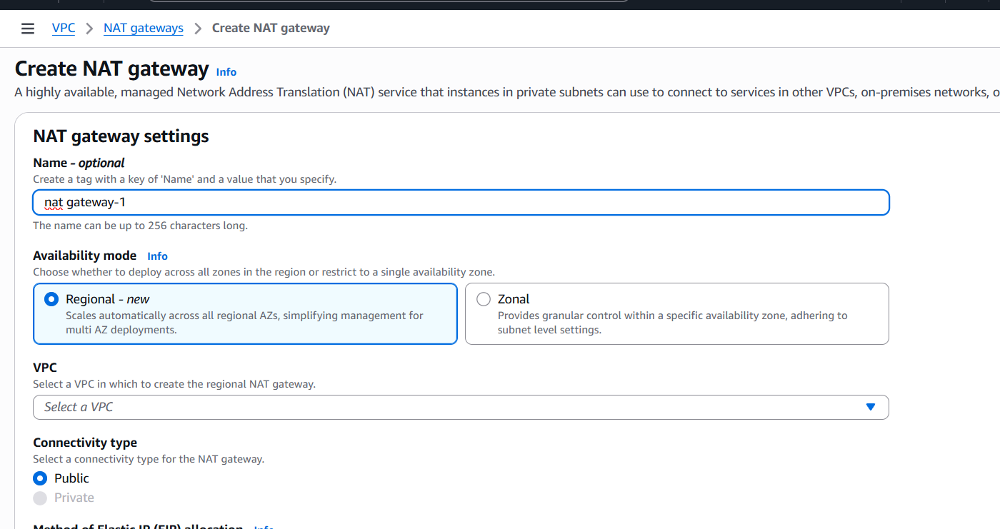 VPC > NAT gateways > Create NAT gateway
Create NAT gateway Info
A highly available, managed Network Address Translation (NAT) service that instances in private subnets can use to connect to services in other VPCs, on-premises networks, o
NAT gateway settings
Name - optional
Create a tag with a key of 'Name' and a value that you specify.
nat gateway-1
The name can be up to 256 characters long.
Availability mode Info
Choose whether to deploy across all zones in the region or restrict to a single availability zone.
Regional - new
Scales automatically across all regional AZs, simplifying management for
multi AZ deployments.
Zonal
Provides granular control within a specific availability zone, adhering to
subnet level settings.
VPC
Select a VPC in which to create the regional NAT gateway.
Select a VPC
Connectivity type
Select a connectivity type for the NAT gateway.
Public
Private
Method of Elastic IP (EIP) allocation Info